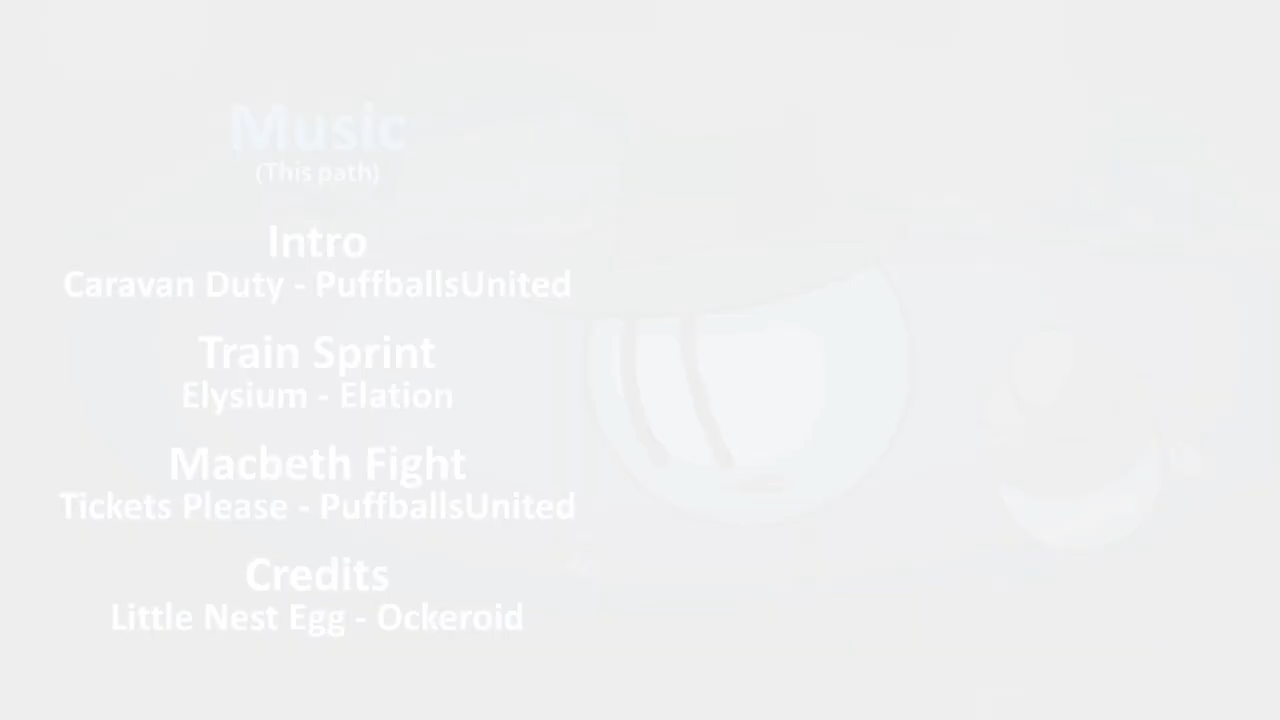 Music
(This path)
Intro
Caravan Duty - PuffballsUnited
Train Sprint
Elysium - Elation
Macbeth Fight
Tickets Please - PuffballsUnited
Credits
Little Nest Egg - Ockeroid